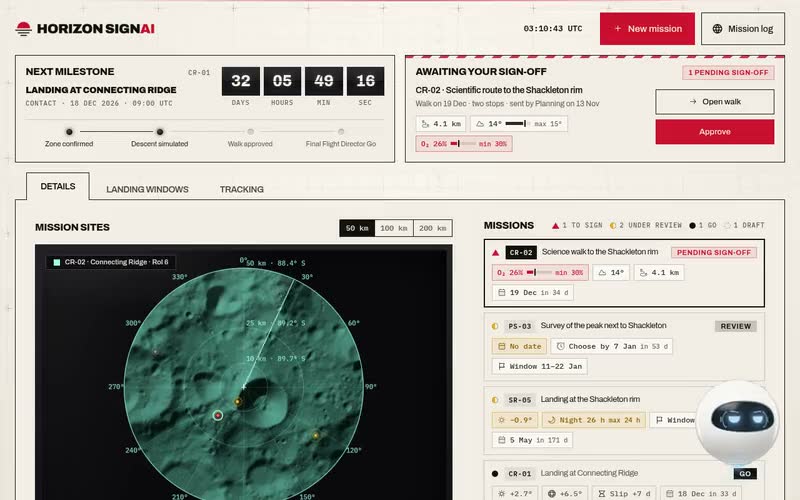 HORIZON SIGNAI
03:10:43 UTC
+ New mission
Mission log
NEXT MILESTONE
CR-01
LANDING AT CONNECTING RIDGE
CONTACT · 18 DEC 2026 · 09:00 UTC
32 05 49 16
DAYS HOURS MIN SEC
Zone confirmed
Descent simulated
Walk approved
Final Flight Director Go
AWAITING YOUR SIGN-OFF
1 PENDING SIGN-OFF
CR-02 · Scientific route to the Shackleton rim
Walk on 19 Dec · two stops · sent by Planning on 13 Nov
4.1 km
14° max 15°
O₂ 26% min 30%
→ Open walk
Approve
DETAILS
LANDING WINDOWS
TRACKING
MISSION SITES
50 km 100 km 200 km
CR-02 · Connecting Ridge · Rol 6
0°
50 km · 88.4° S
330°
30°
300°
25 km · 89.2° S
60°
10 km · 89.7° S
270°
90°
240°
120°
210°
150°
MISSIONS
1 TO SIGN
2 UNDER REVIEW
1 GO
1 DRAFT
CR-02 Science walk to the Shackleton rim
PENDING SIGN-OFF
O₂ 26% min 30%
14°
4.1 km
19 Dec in 34 d
PS-03 Survey of the peak next to Shackleton
REVIEW
No date
Choose by 7 Jan in 53 d
Window 11–22 Jan
SR-05 Landing at the Shackleton rim
−0.9°
Night 26 h max 24 h
Window
5 May in 171 d
CR-01 Landing at Connecting Ridge
GO
+2.7°
+6.5°
Slip +7 d
18 Dec in 33 d